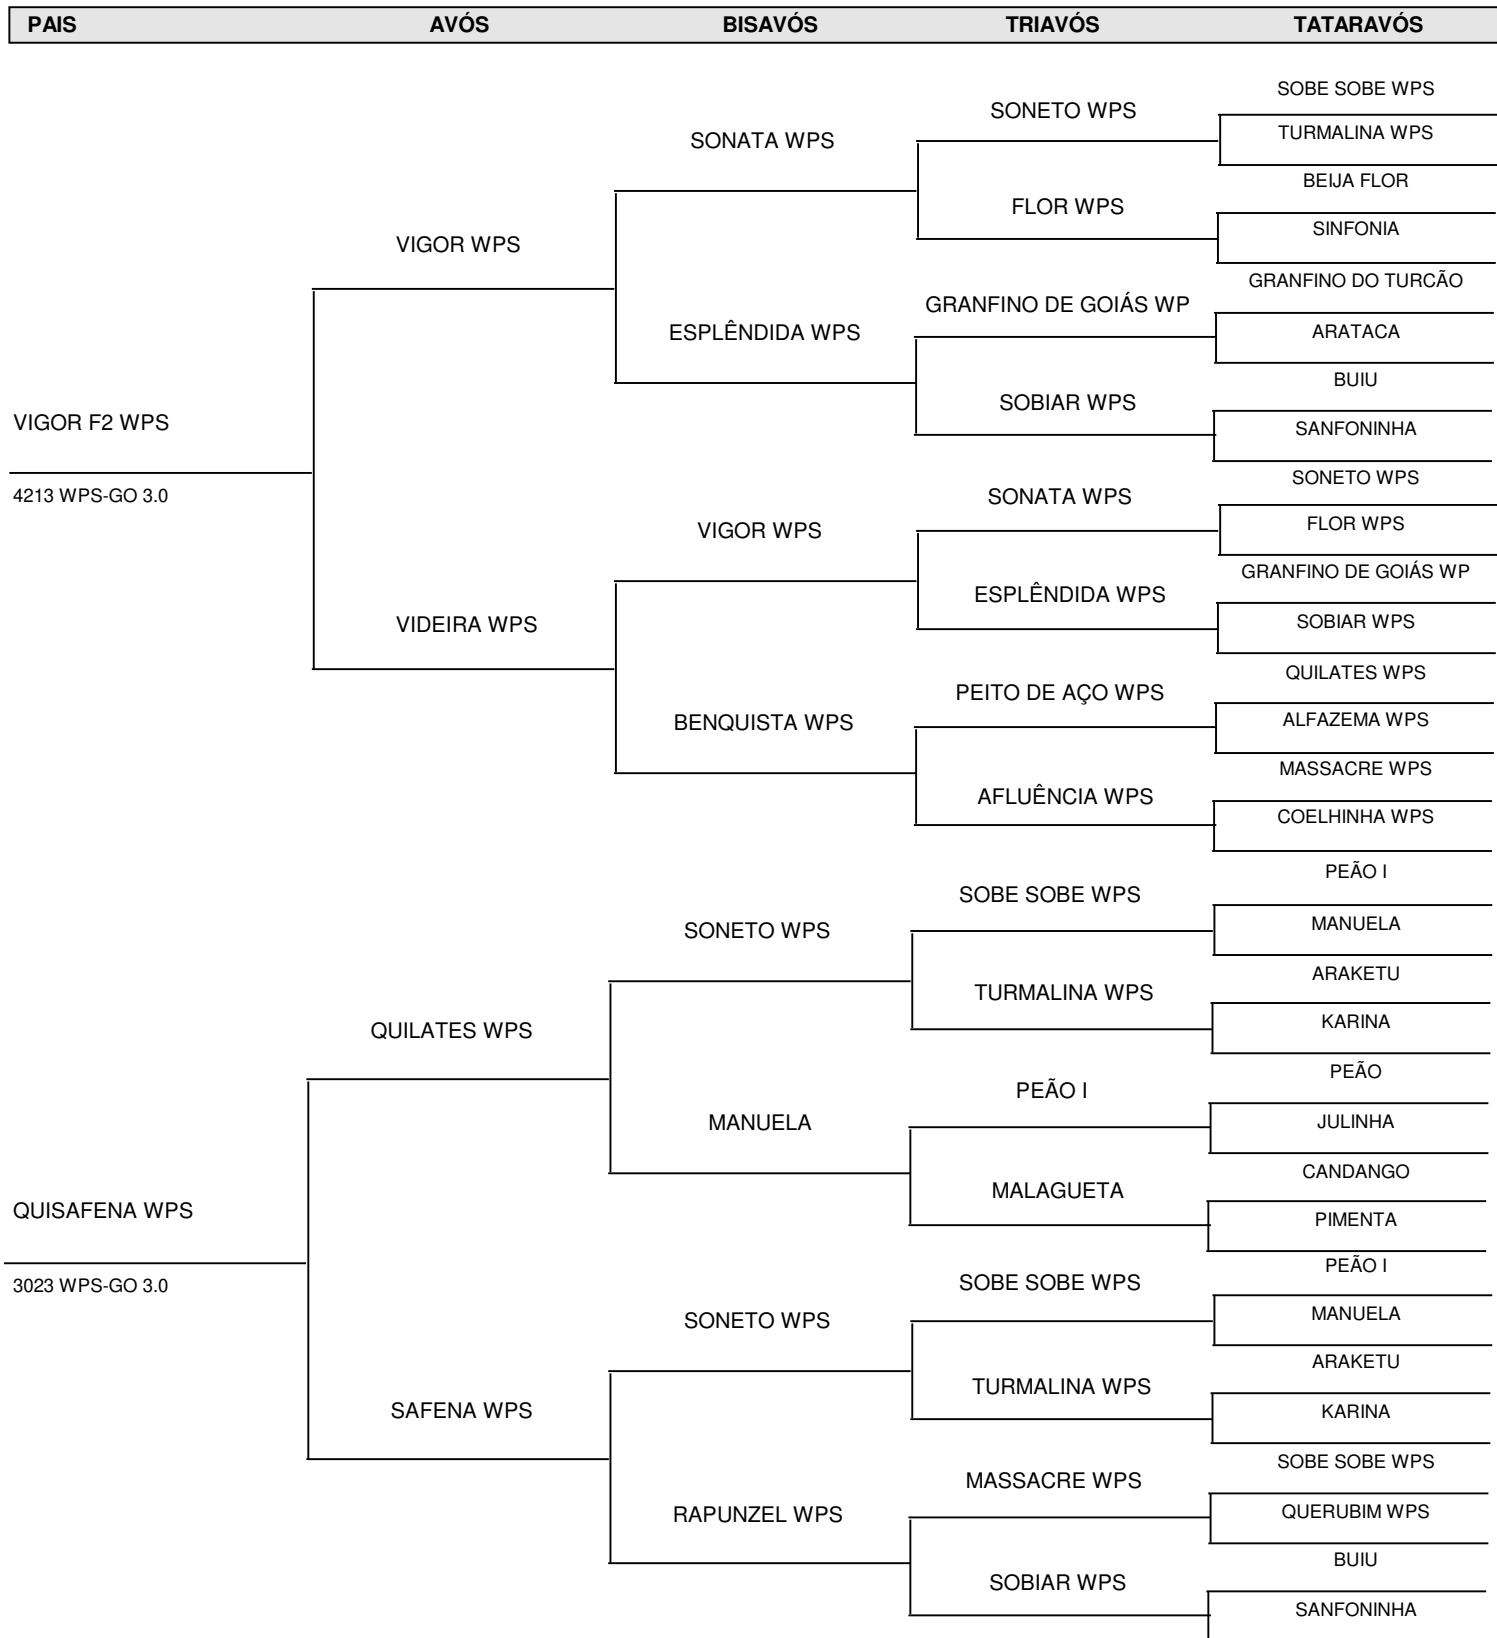 PAIS AVÓS BISAVÓS TRIAVÓS TATARAVÓS
SOBE SOBE WPS
SONETO WPS
TURMALINA WPS
SONATA WPS
BEIJA FLOR
FLOR WPS
SINFONIA
VIGOR WPS
GRANFINO DO TURCÃO
GRANFINO DE GOIÁS WP
ESPLÊNDIDA WPS
ARATACA
BUIU
SOBIAR WPS
VIGOR F2 WPS
SANFONINHA
SONETO WPS
4213 WPS-GO 3.0
SONATA WPS
FLOR WPS
VIGOR WPS
GRANFINO DE GOIÁS WP
ESPLÊNDIDA WPS
SOBIAR WPS
VIDEIRA WPS
QUILATES WPS
PEITO DE AÇO WPS
ALFAZEMA WPS
BENQUISTA WPS
MASSACRE WPS
AFLUÊNCIA WPS
COELHINHA WPS
PEÃO I
SOBE SOBE WPS
MANUELA
SONETO WPS
ARAKETU
TURMALINA WPS
KARINA
QUILATES WPS
PEÃO
PEÃO I
JULINHA
MANUELA
CANDANGO
MALAGUETA
QUISAFENA WPS
PIMENTA
PEÃO I
3023 WPS-GO 3.0
SOBE SOBE WPS
MANUELA
SONETO WPS
ARAKETU
TURMALINA WPS
SAFENA WPS
KARINA
SOBE SOBE WPS
MASSACRE WPS
QUERUBIM WPS
RAPUNZEL WPS
BUIU
SOBIAR WPS
SANFONINHA